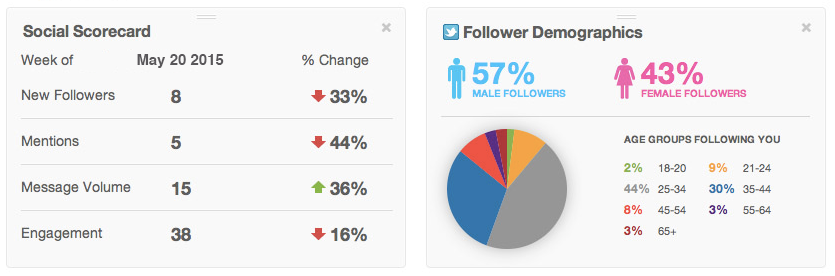 Social Scorecard
×
Week of May 20 2015 % Change
New Followers 8 33%
Mentions 5 44%
Message Volume 15 36%
Engagement 38 16%
Follower Demographics
×
57%
MALE FOLLOWERS
43%
FEMALE FOLLOWERS
AGE GROUPS FOLLOWING YOU
2% 18-20 9% 21-24
44% 25-34 30% 35-44
8% 45-54 3% 55-64
3% 65+